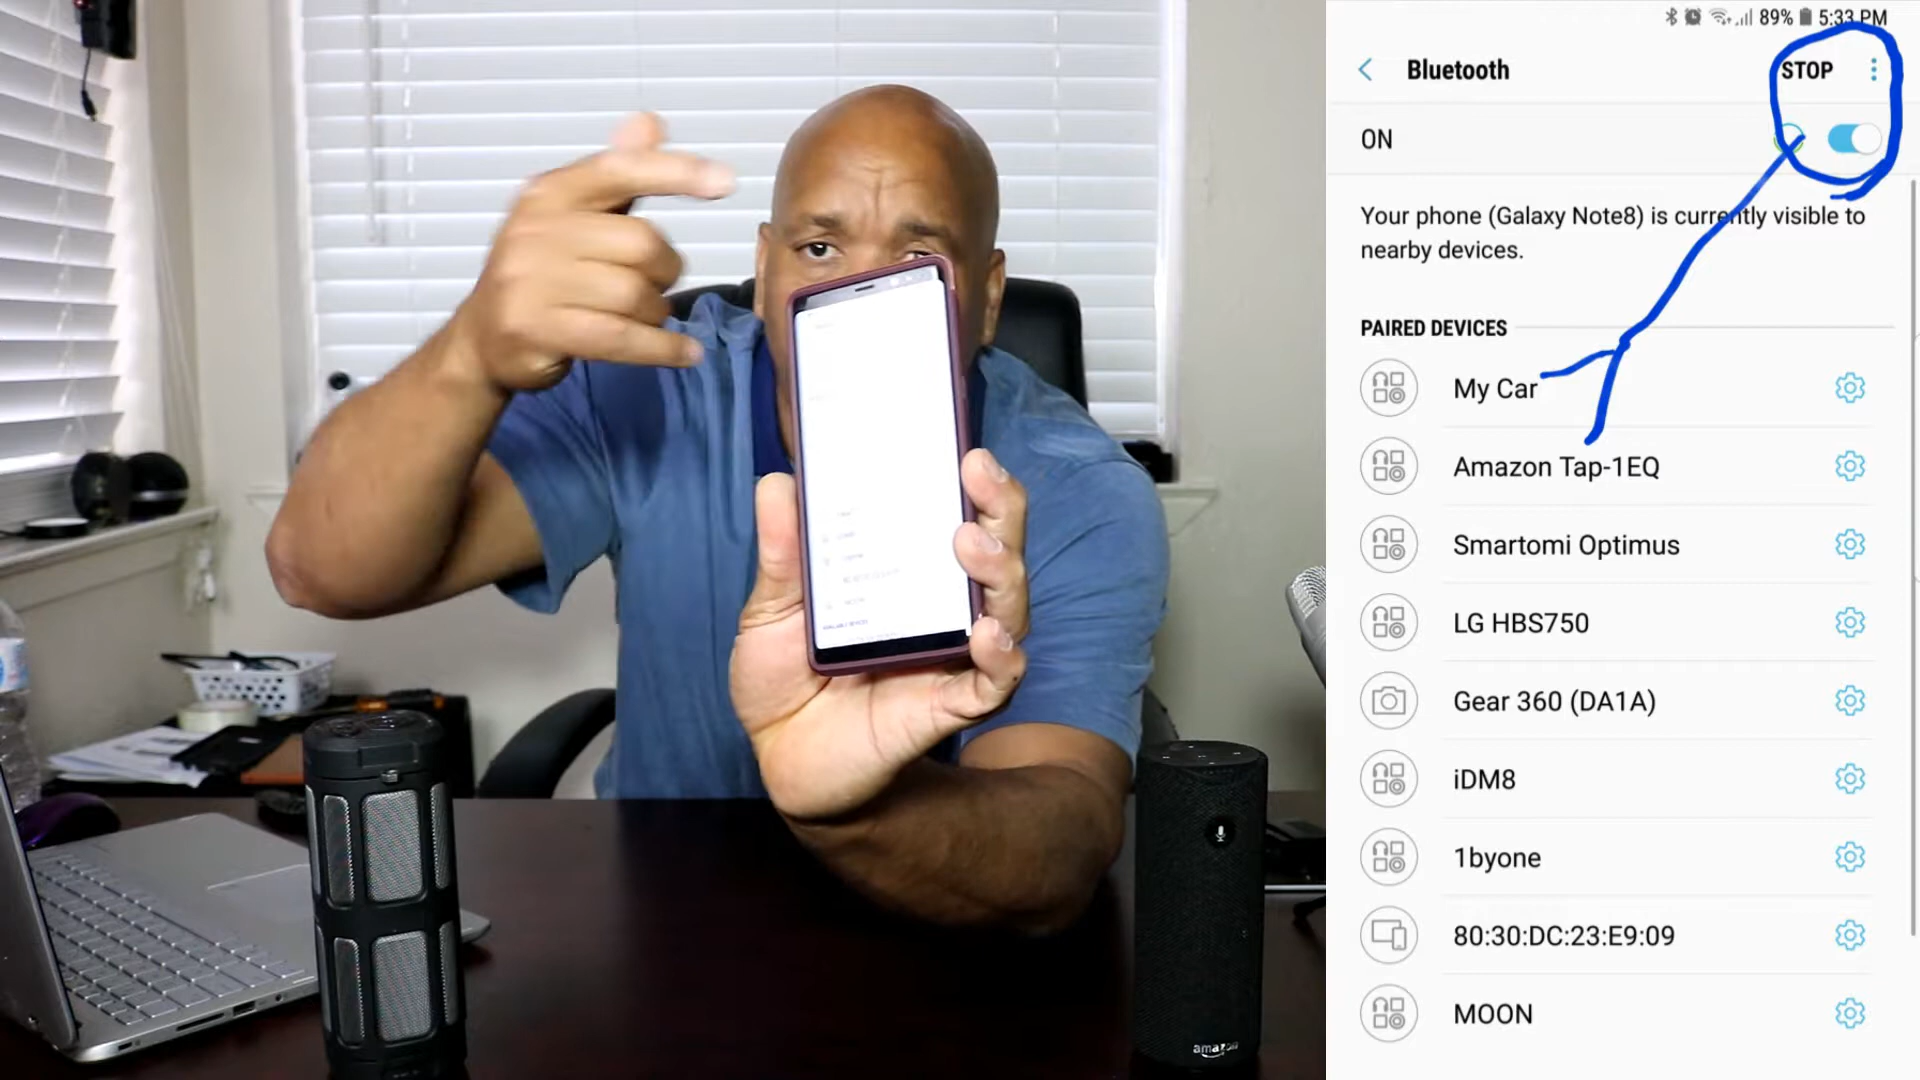 89% 5:33 PM
Bluetooth STOP
ON
Your phone (Galaxy Note8) is currently visible to
nearby devices.
PAIRED DEVICES
My Car
Amazon Tap-1EQ
Smartomi Optimus
LG HBS750
Gear 360 (DA1A)
iDM8
1byone
80:30:DC:23:E9:09
MOON
amazon